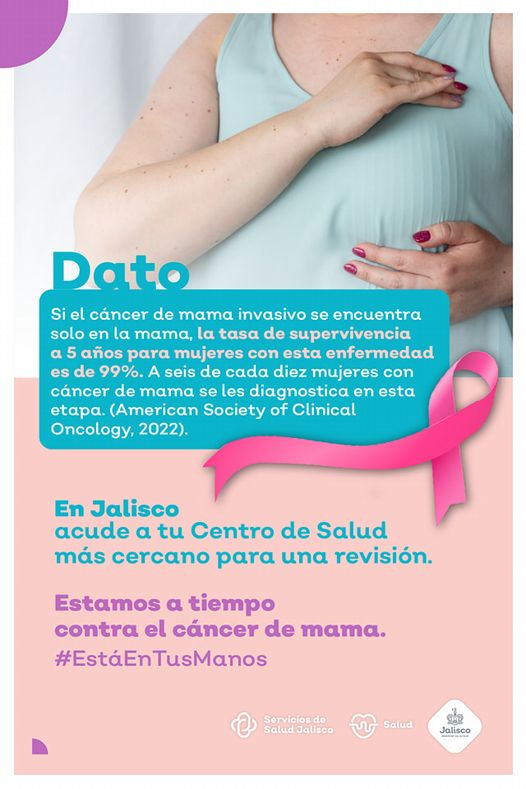 Dato
Si el cáncer de mama invasivo se encuentra
solo en la mama, la tasa de supervivencia
a 5 años para mujeres con esta enfermedad
es de 99%. A seis de cada diez mujeres con
cáncer de mama se les diagnostica en esta
etapa. (American Society of Clinical
Oncology, 2022).
En Jalisco
acude a tu Centro de Salud
más cercano para una revisión.
Estamos a tiempo
contra el cáncer de mama.
#EstáEnTusManos
Servicios de
Salud Jalisco
Salud
Jalisco